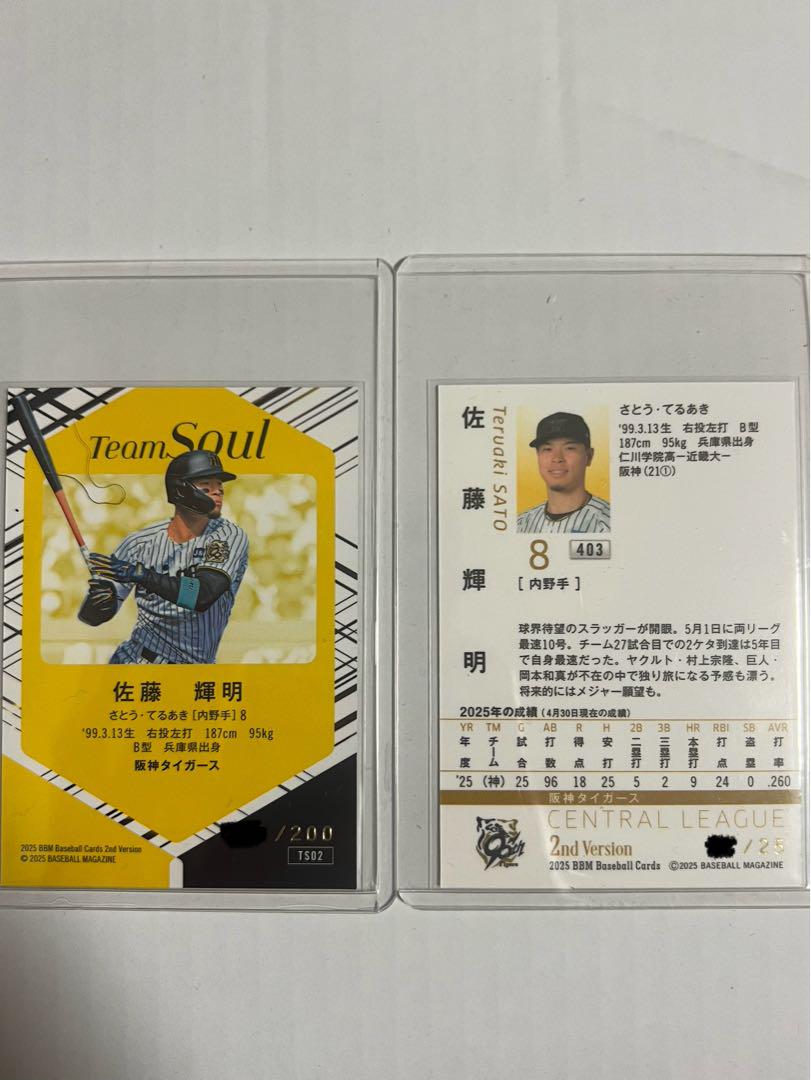 Team Soul
佐藤 輝明
さとう・てるあき [内野手] 8
'99.3.13生 右投左打 187cm 95kg
B型 兵庫県出身
阪神タイガース
/200
2025 BBM Baseball Cards 2nd Version
© 2025 BASEBALL MAGAZINE
TS02
佐藤輝明
Teruaki SATO
さとう・てるあき
'99.3.13生 右投左打 B型
187cm 95kg 兵庫県出身
仁川学院高ー近畿大ー
阪神(21①)
8 403
[ 内野手 ]
球界待望のスラッガーが開眼。5月1日に両リーグ
最速10号。チーム27試合目での2ケタ到達は5年目
で自身最速だった。ヤクルト・村上宗隆、巨人・
岡本和真が不在の中で独り旅になる予感も漂う。
将来的にはメジャー願望も。
2025年の成績(4月30日現在の成績)
YR TM G AB R H 2B 3B HR RBI SB AVR
年度 チーム 試合 打数 得点 安打 二塁打 三塁打 本塁打 打点 盗塁 打率
'25 (神) 25 96 18 25 5 2 9 24 0 .260
阪神タイガース
CENTRAL LEAGUE
2nd Version
/25
2025 BBM Baseball Cards ©2025 BASEBALL MAGAZINE